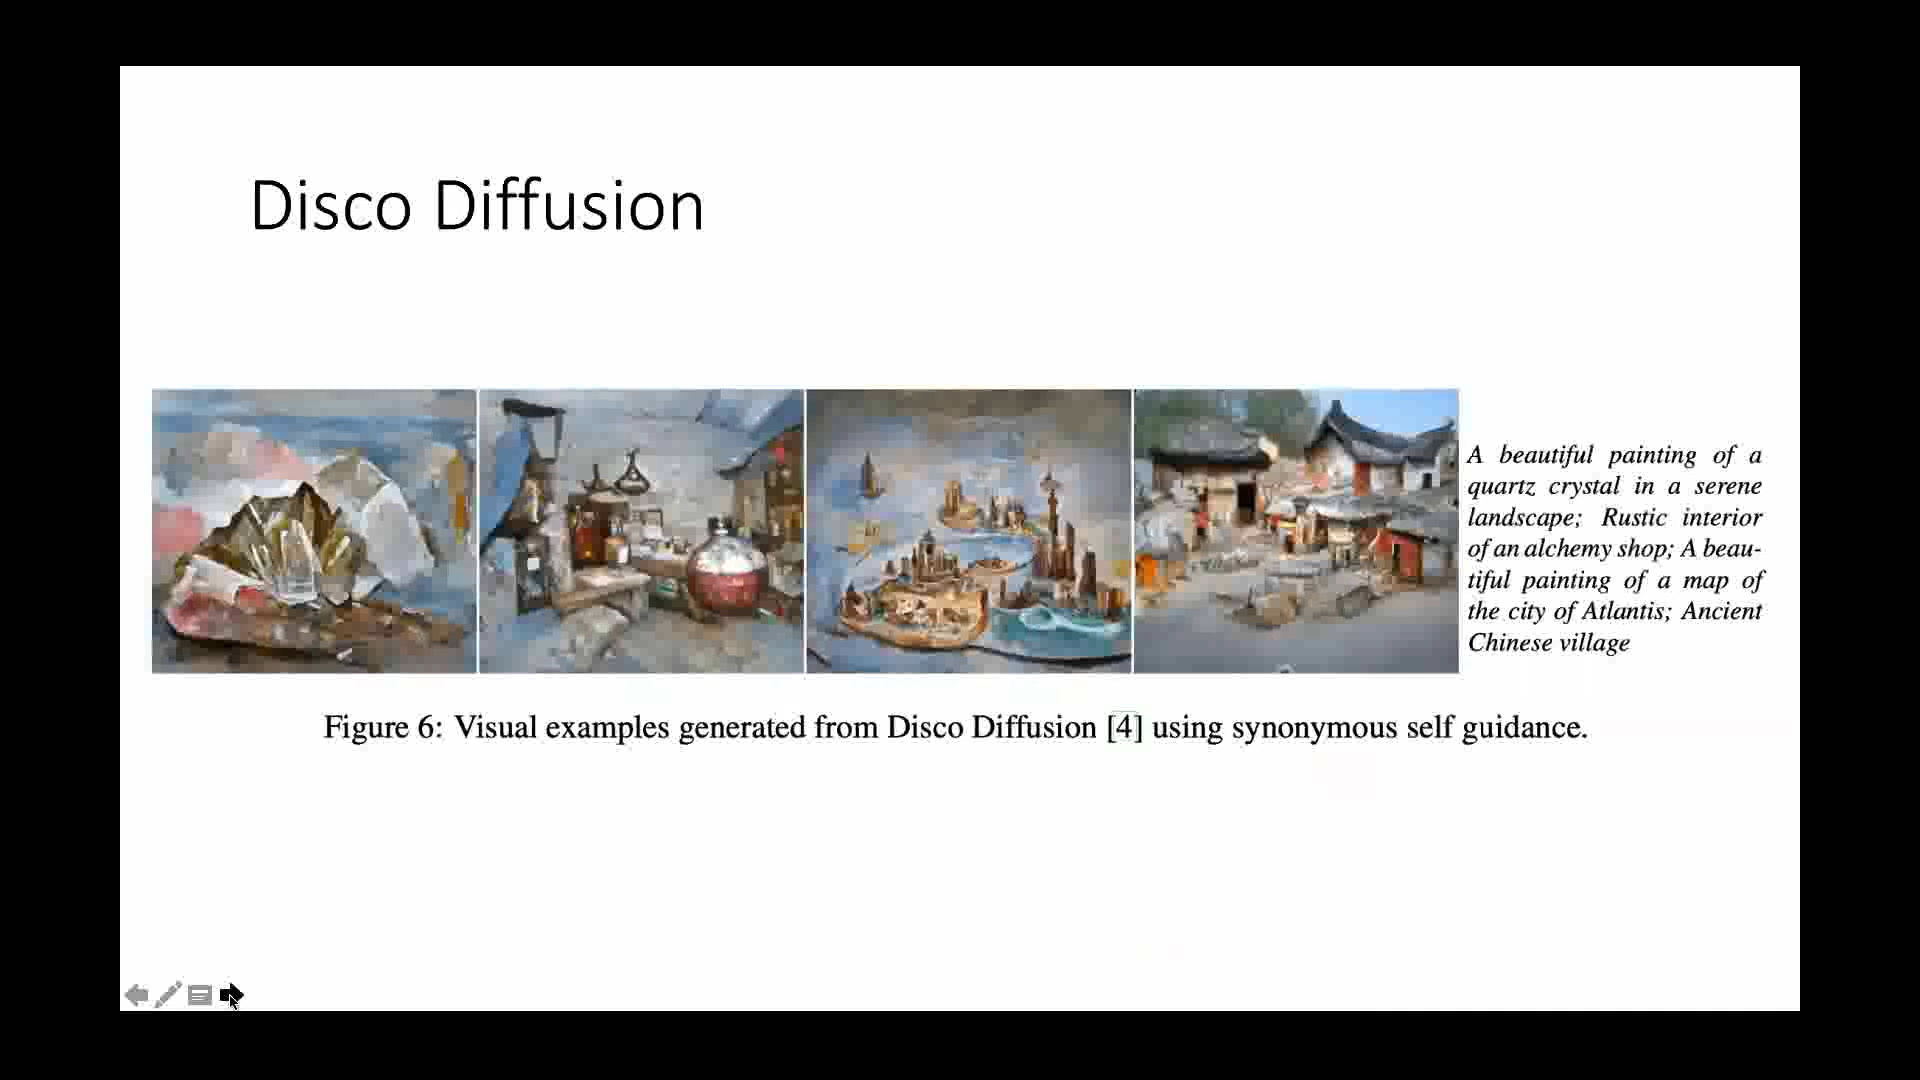 Disco Diffusion
A beautiful painting of a
quartz crystal in a serene
landscape; Rustic interior
of an alchemy shop; A beau-
tiful painting of a map of
the city of Atlantis; Ancient
Chinese village
Figure 6: Visual examples generated from Disco Diffusion [4] using synonymous self guidance.